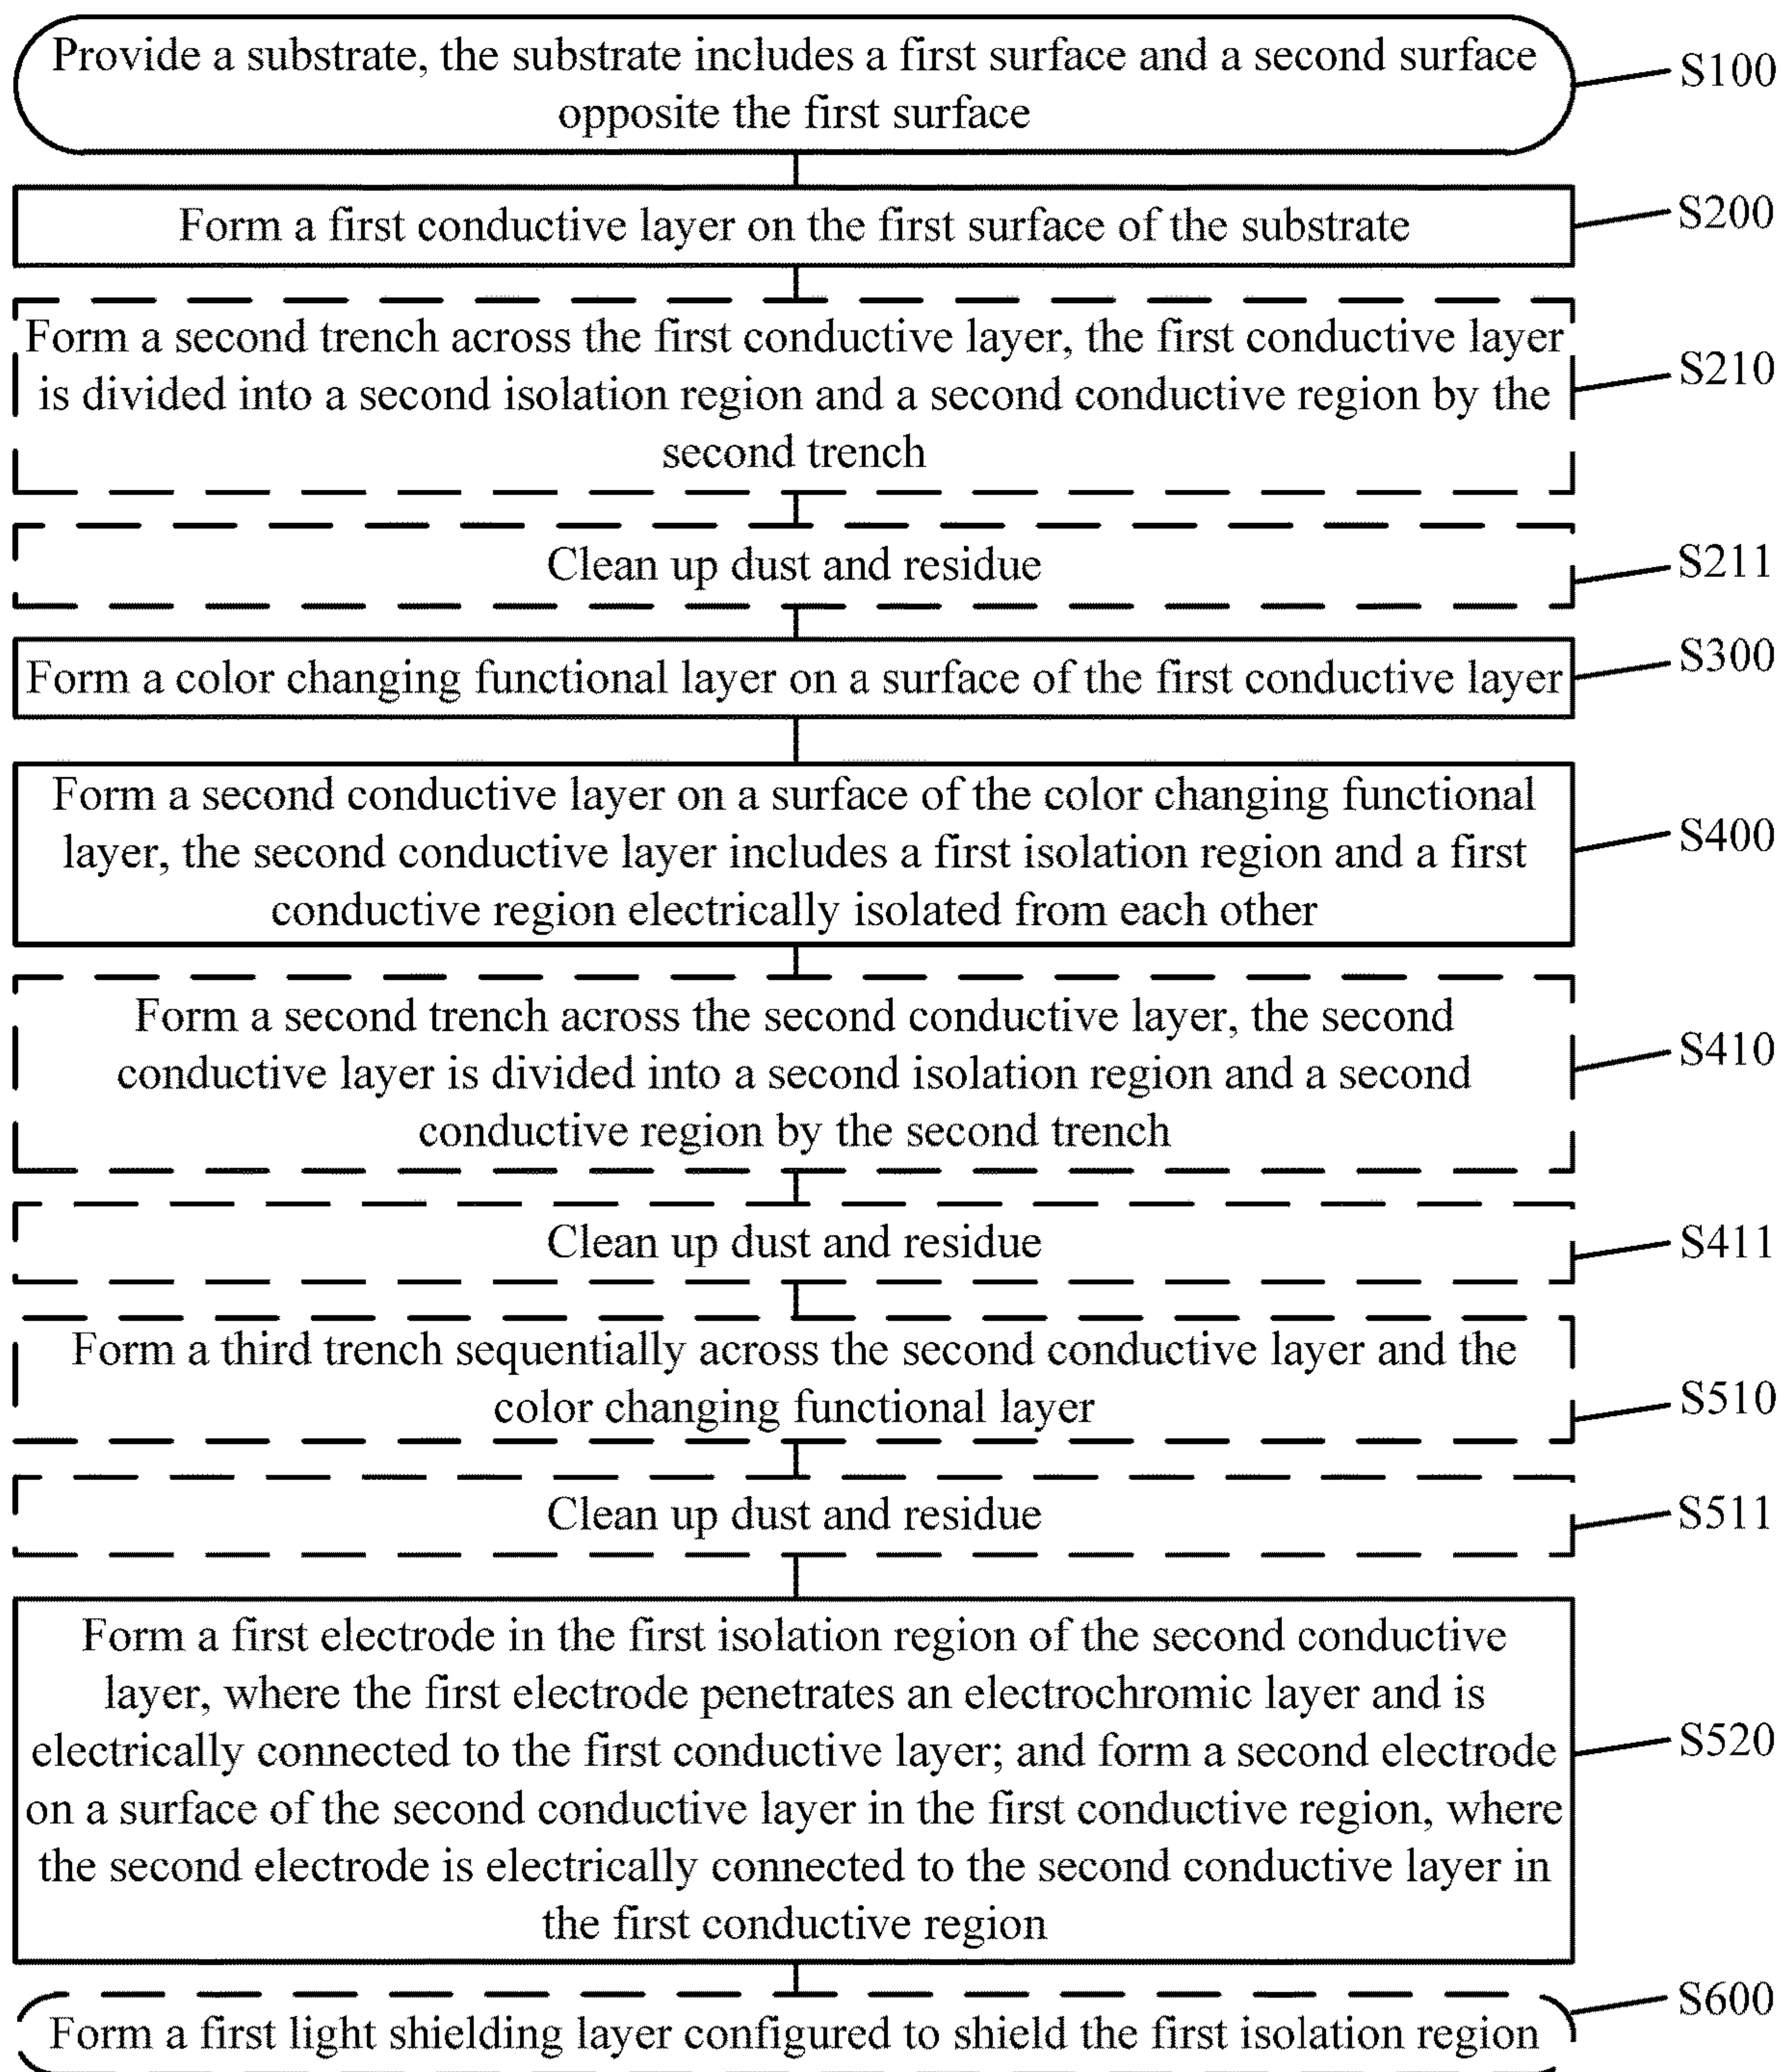 Provide a substrate, the substrate includes a first surface and a second surface
opposite the first surface
S100
Form a first conductive layer on the first surface of the substrate
S200
Form a second trench across the first conductive layer, the first conductive layer
is divided into a second isolation region and a second conductive region by the
second trench
S210
Clean up dust and residue
S211
Form a color changing functional layer on a surface of the first conductive layer
S300
Form a second conductive layer on a surface of the color changing functional
layer, the second conductive layer includes a first isolation region and a first
conductive region electrically isolated from each other
S400
Form a second trench across the second conductive layer, the second
conductive layer is divided into a second isolation region and a second
conductive region by the second trench
S410
Clean up dust and residue
S411
Form a third trench sequentially across the second conductive layer and the
color changing functional layer
S510
Clean up dust and residue
S511
Form a first electrode in the first isolation region of the second conductive
layer, where the first electrode penetrates an electrochromic layer and is
electrically connected to the first conductive layer; and form a second electrode
on a surface of the second conductive layer in the first conductive region, where
the second electrode is electrically connected to the second conductive layer in
the first conductive region
S520
Form a first light shielding layer configured to shield the first isolation region
S600